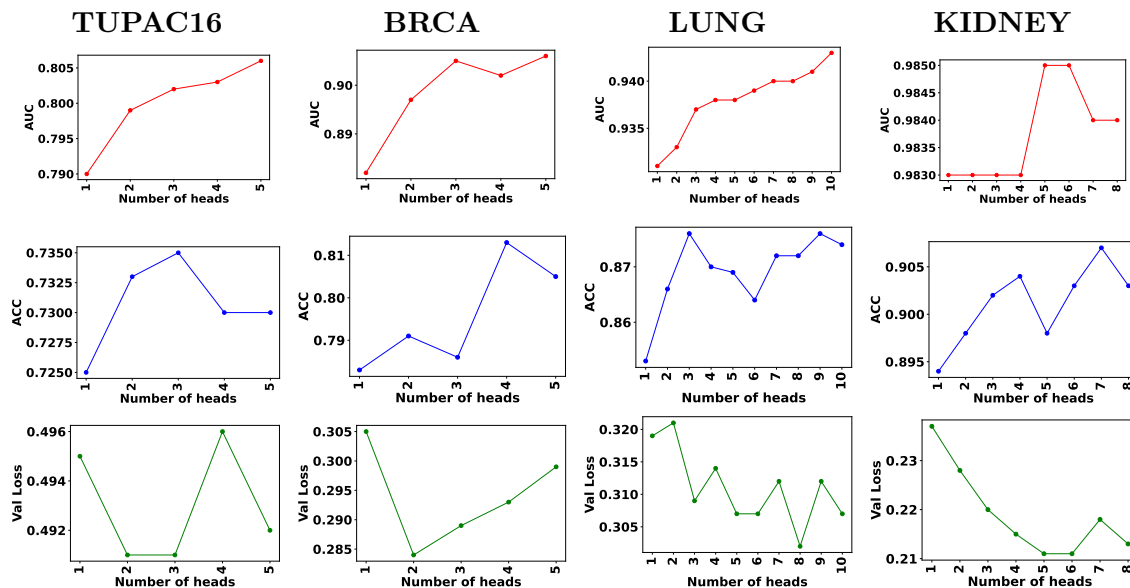 TUPAC16 BRCA LUNG KIDNEY
AUC
0.805
0.800
0.795
0.790
1 2 3 4 5
Number of heads
AUC
0.90
0.89
1 2 3 4 5
Number of heads
AUC
0.940
0.935
1 2 3 4 5 6 7 8 9 10
Number of heads
AUC
0.9850
0.9845
0.9840
0.9835
0.9830
1 2 3 4 5 6 7 8
Number of heads
ACC
0.7350
0.7325
0.7300
0.7275
0.7250
1 2 3 4 5
Number of heads
ACC
0.81
0.80
0.79
1 2 3 4 5
Number of heads
ACC
0.87
0.86
1 2 3 4 5 6 7 8 9 10
Number of heads
ACC
0.905
0.900
0.895
1 2 3 4 5 6 7 8
Number of heads
Val Loss
0.496
0.494
0.492
1 2 3 4 5
Number of heads
Val Loss
0.305
0.300
0.295
0.290
0.285
1 2 3 4 5
Number of heads
Val Loss
0.320
0.315
0.310
0.305
1 2 3 4 5 6 7 8 9 10
Number of heads
Val Loss
0.23
0.22
0.21
1 2 3 4 5 6 7 8
Number of heads